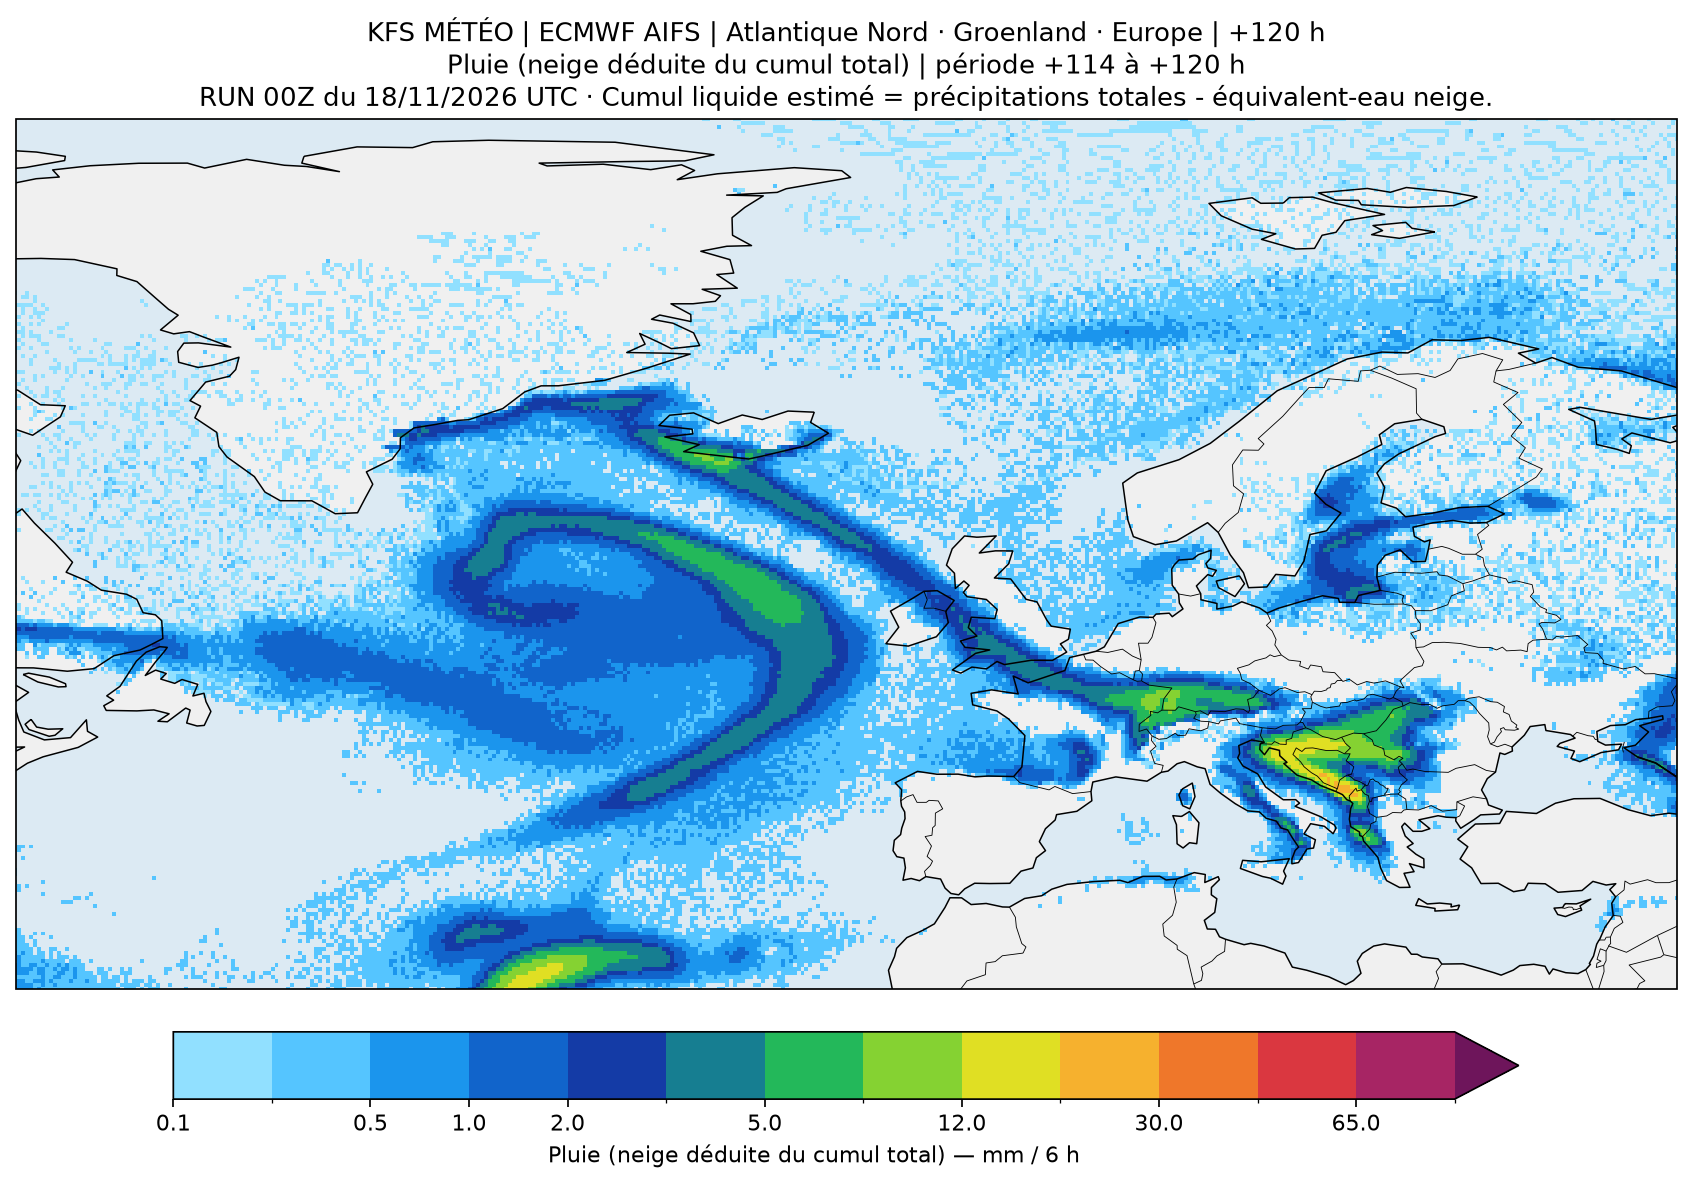 KFS MÉTÉO | ECMWF AIFS | Atlantique Nord · Groenland · Europe | +120 h
Pluie (neige déduite du cumul total) | période +114 à +120 h
RUN 00Z du 18/11/2026 UTC · Cumul liquide estimé = précipitations totales - équivalent-eau neige.
0.1 0.5 1.0 2.0 5.0 12.0 30.0 65.0
Pluie (neige déduite du cumul total) — mm / 6 h